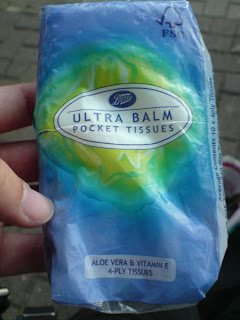 FSC
Boots
ULTRA BALM
POCKET TISSUES
ALOE VERA & VITAMIN E
4-PLY TISSUES